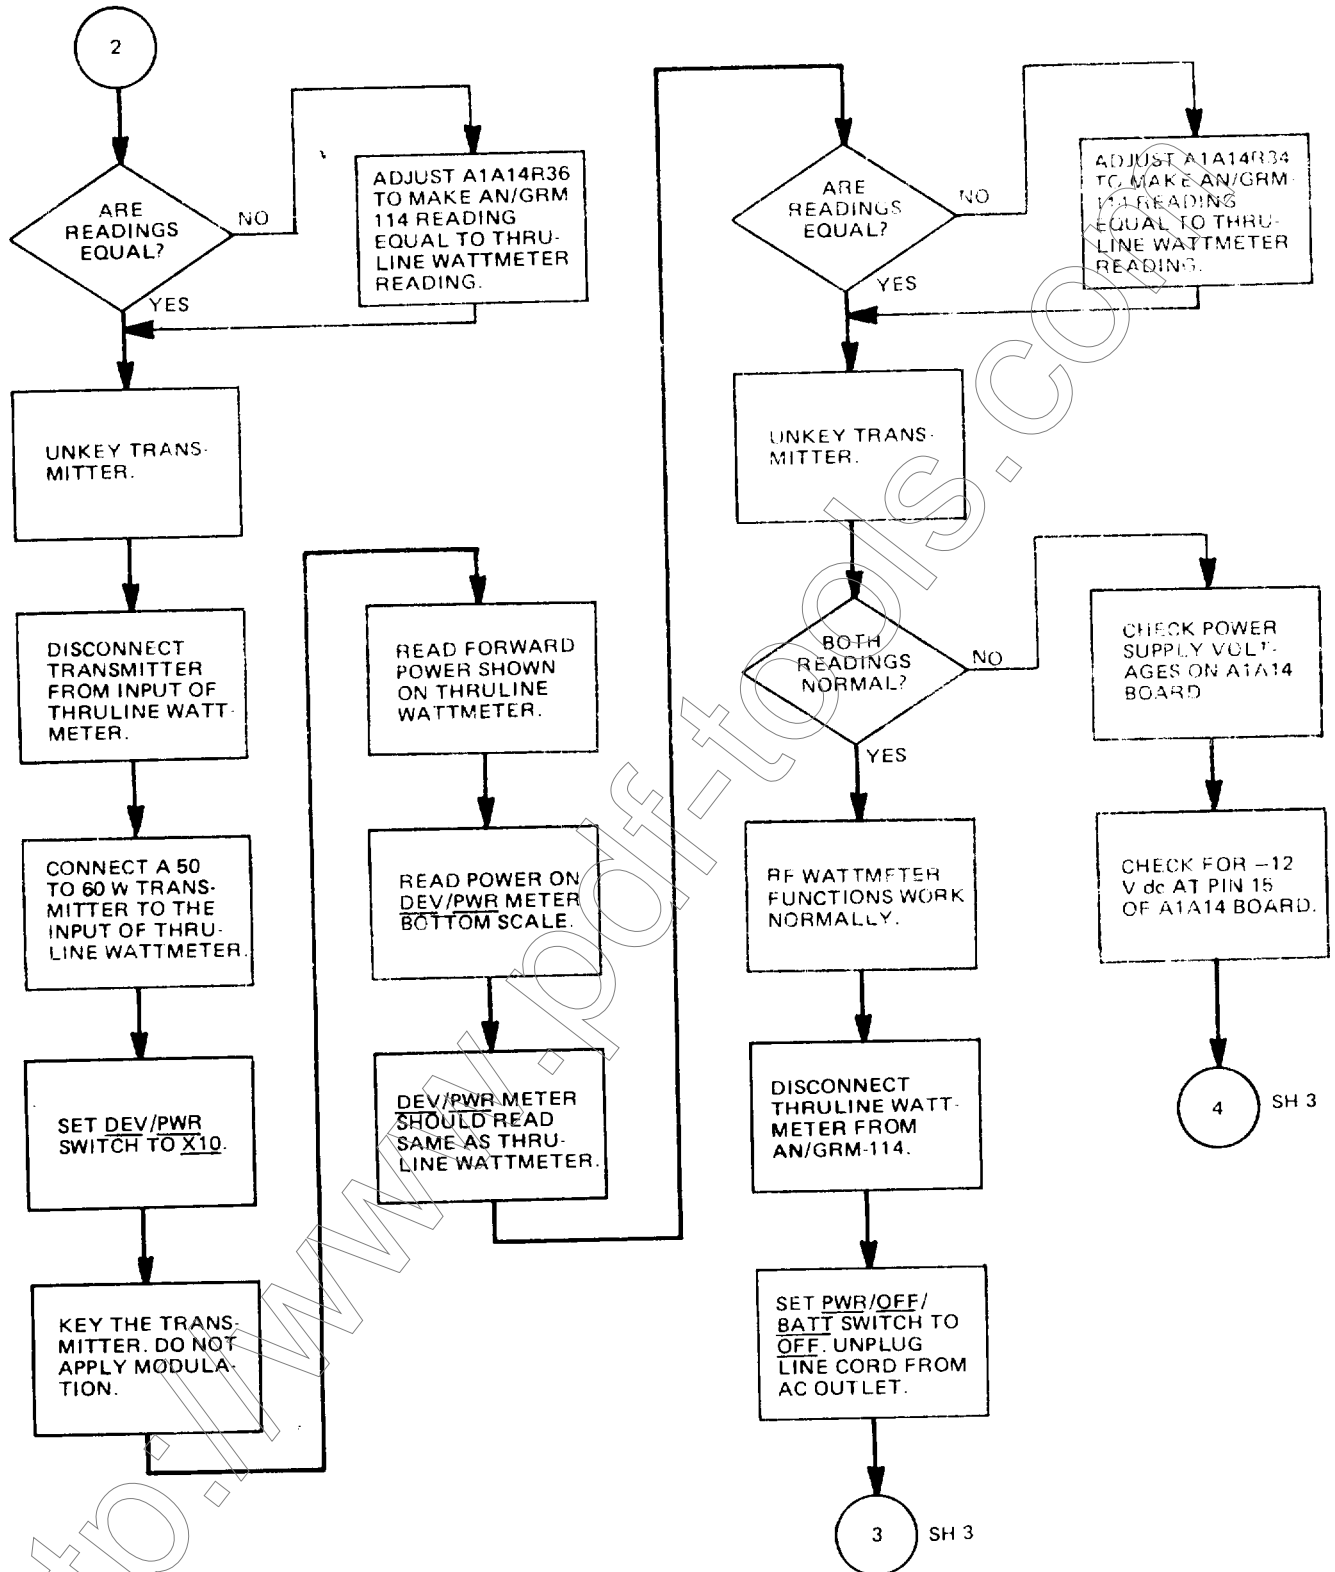 2
ARE
READINGS
EQUAL?
NO
YES
ADJUST A1A14R36
TO MAKE AN/GRM
114 READING
EQUAL TO THRU-
LINE WATTMETER
READING.
UNKEY TRANS-
MITTER.
DISCONNECT
TRANSMITTER
FROM INPUT OF
THRULINE WATT-
METER.
CONNECT A 50
TO 60 W TRANS-
MITTER TO THE
INPUT OF THRU-
LINE WATTMETER.
SET DEV/PWR
SWITCH TO X10.
KEY THE TRANS-
MITTER. DO NOT
APPLY MODULA-
TION.
READ FORWARD
POWER SHOWN
ON THRULINE
WATTMETER.
READ POWER ON
DEV/PWR METER
BOTTOM SCALE.
DEV/PWR METER
SHOULD READ
SAME AS THRU-
LINE WATTMETER.
ARE
READINGS
EQUAL?
NO
YES
ADJUST A1A14R34
TO MAKE AN/GRM-
114 READING
EQUAL TO THRU-
LINE WATTMETER
READING.
UNKEY TRANS-
MITTER.
BOTH
READINGS
NORMAL?
NO
YES
RF WATTMETER
FUNCTIONS WORK
NORMALLY.
DISCONNECT
THRULINE WATT-
METER FROM
AN/GRM-114.
SET PWR/OFF/
BATT SWITCH TO
OFF. UNPLUG
LINE CORD FROM
AC OUTLET.
3
SH 3
CHECK POWER
SUPPLY VOLT-
AGES ON A1A14
BOARD
CHECK FOR –12
V dc AT PIN 15
OF A1A14 BOARD.
4
SH 3
tp://www.pdf-tools.com